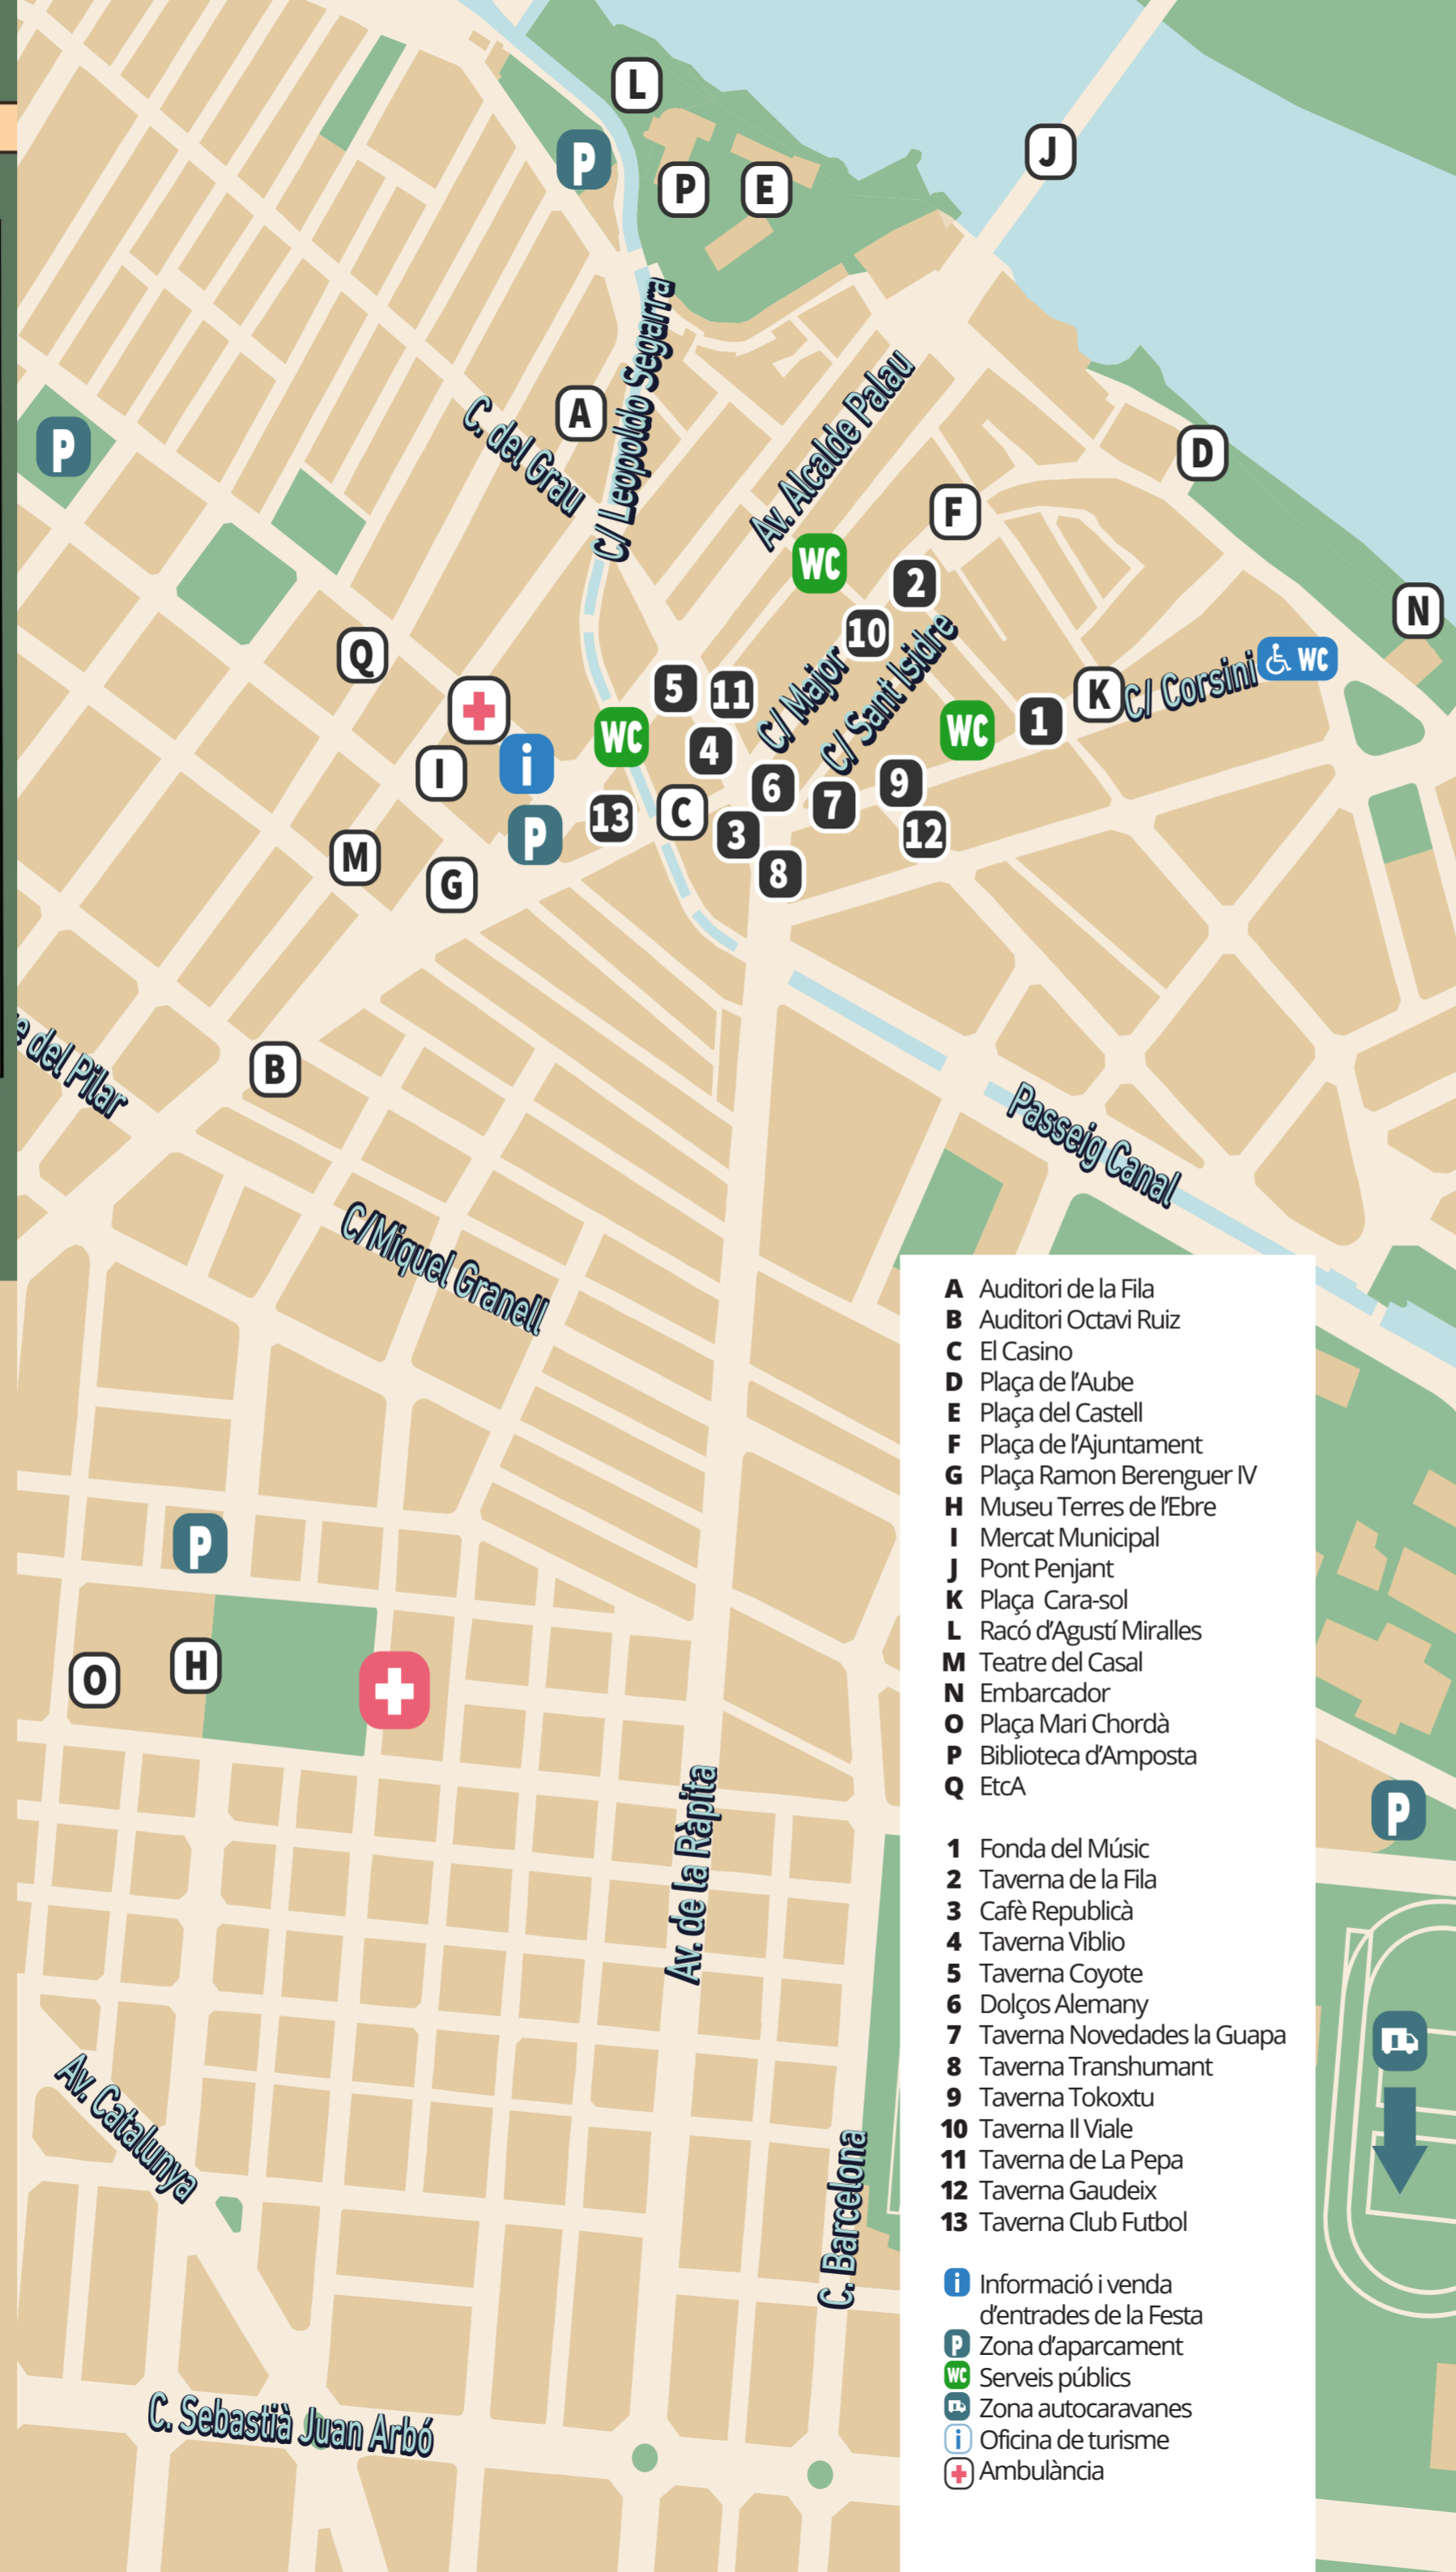 L
J
P
P
E
C/ Leopoldo Segarra
Av. Alcalde Palau
C. del Grau
A
P
D
F
WC
2
N
10
Q
C/ Major
C/ Sant Isidre
C/ Corsini
WC
5
11
K
1
WC
WC
4
I
i
6
9
7
13
C
3
12
P
M
G
8
del Pilar
B
Passeig Canal
C/Miquel Granell
P
O
H
Av. de la Ràpita
P
Av. Catalunya
C. Barcelona
C. Sebastià Juan Arbó
A Auditori de la Fila
B Auditori Octavi Ruiz
C El Casino
D Plaça de l'Aube
E Plaça del Castell
F Plaça de l'Ajuntament
G Plaça Ramon Berenguer IV
H Museu Terres de l'Ebre
I Mercat Municipal
J Pont Penjant
K Plaça Cara-sol
L Racó d'Agustí Miralles
M Teatre del Casal
N Embarcador
O Plaça Mari Chordà
P Biblioteca d'Amposta
Q EtcA
1 Fonda del Músic
2 Taverna de la Fila
3 Cafè Republicà
4 Taverna Viblio
5 Taverna Coyote
6 Dolços Alemany
7 Taverna Novedades la Guapa
8 Taverna Transhumant
9 Taverna Tokoxtu
10 Taverna Il Viale
11 Taverna de La Pepa
12 Taverna Gaudeix
13 Taverna Club Futbol
i Informació i venda
d'entrades de la Festa
P Zona d'aparcament
WC Serveis públics
Zona autocaravanes
i Oficina de turisme
Ambulància